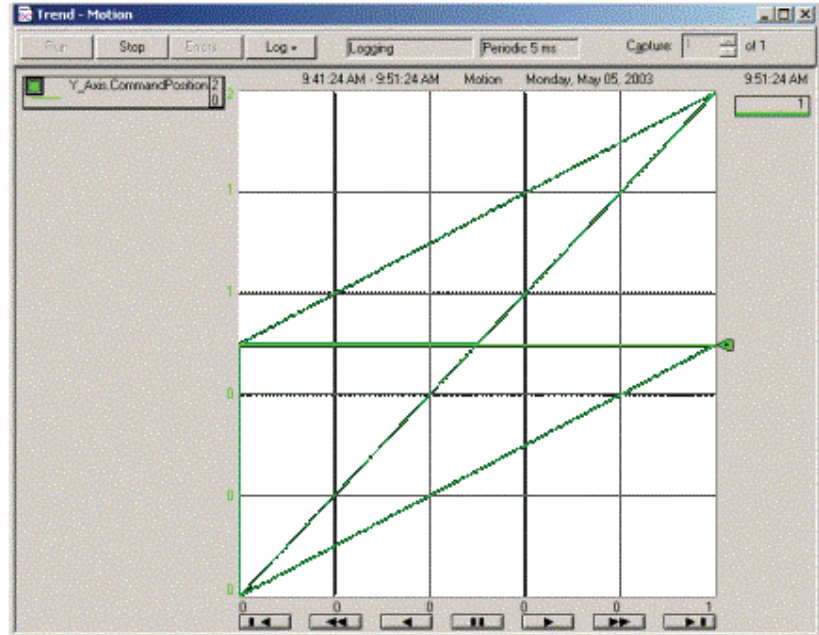 Trend - Motion
Run Stop Errors Log Logging Periodic 5 ms Capture: 1 of 1
Y_Axis.CommandPosition 2
0
9:41:24 AM - 9:51:24 AM Motion Monday, May 05, 2003 9:51:24 AM
1
2
1
1
0
0
0
0 0 0 0 0 1